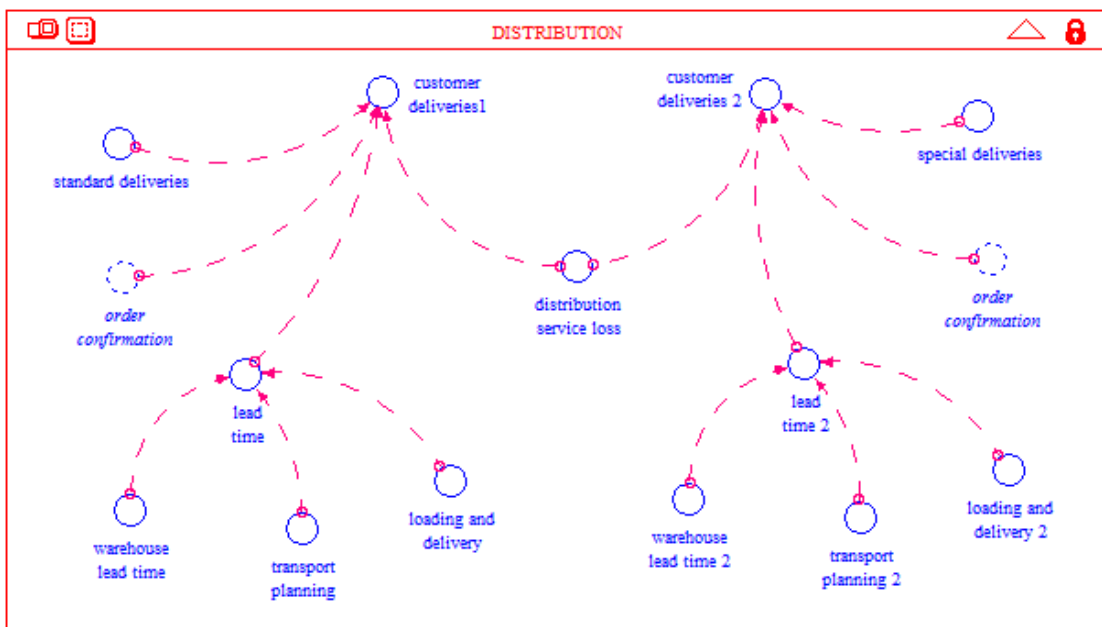 DISTRIBUTION
customer
deliveries1
customer
deliveries 2
standard deliveries
special deliveries
order
confirmation
distribution
service loss
order
confirmation
lead
time
lead
time 2
warehouse
lead time
transport
planning
loading and
delivery
warehouse
lead time 2
transport
planning 2
loading and
delivery 2